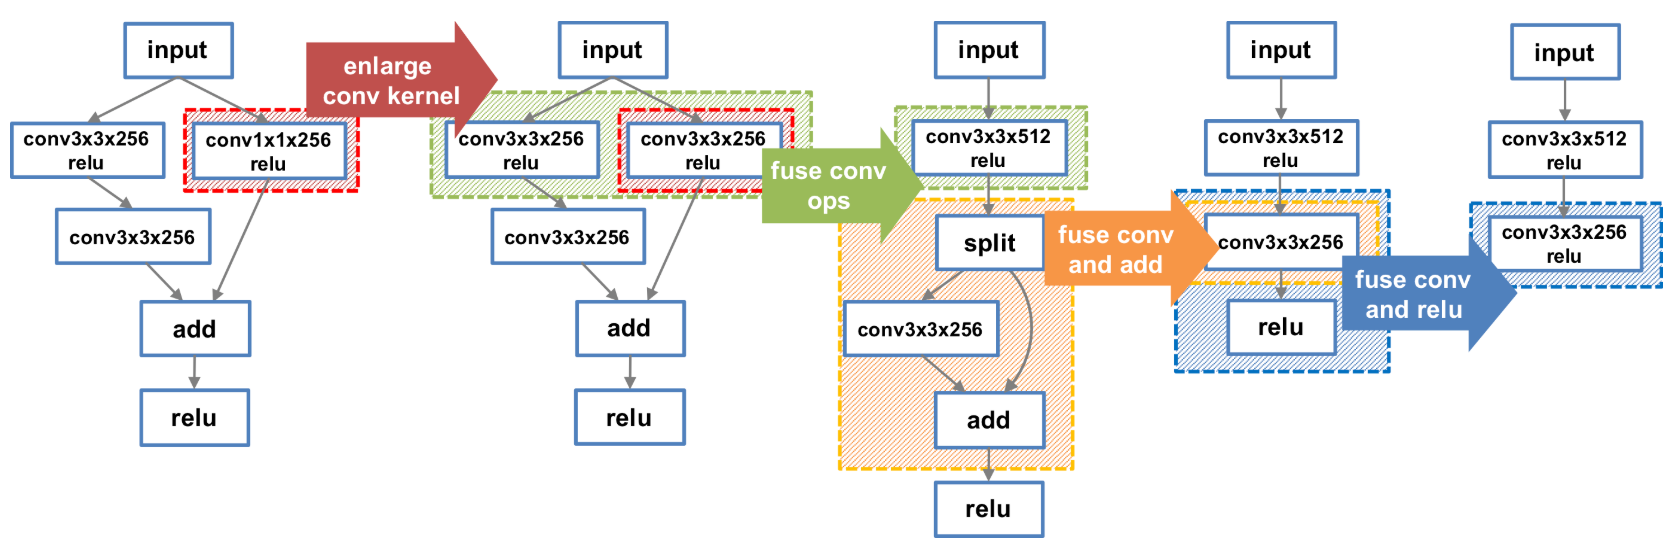 input
conv3x3x256
relu
conv1x1x256
relu
conv3x3x256
add
relu
enlarge
conv kernel
input
conv3x3x256
relu
conv3x3x256
relu
conv3x3x256
add
relu
fuse conv
ops
input
conv3x3x512
relu
split
conv3x3x256
add
relu
fuse conv
and add
input
conv3x3x512
relu
conv3x3x256
relu
fuse conv
and relu
input
conv3x3x512
relu
conv3x3x256
relu